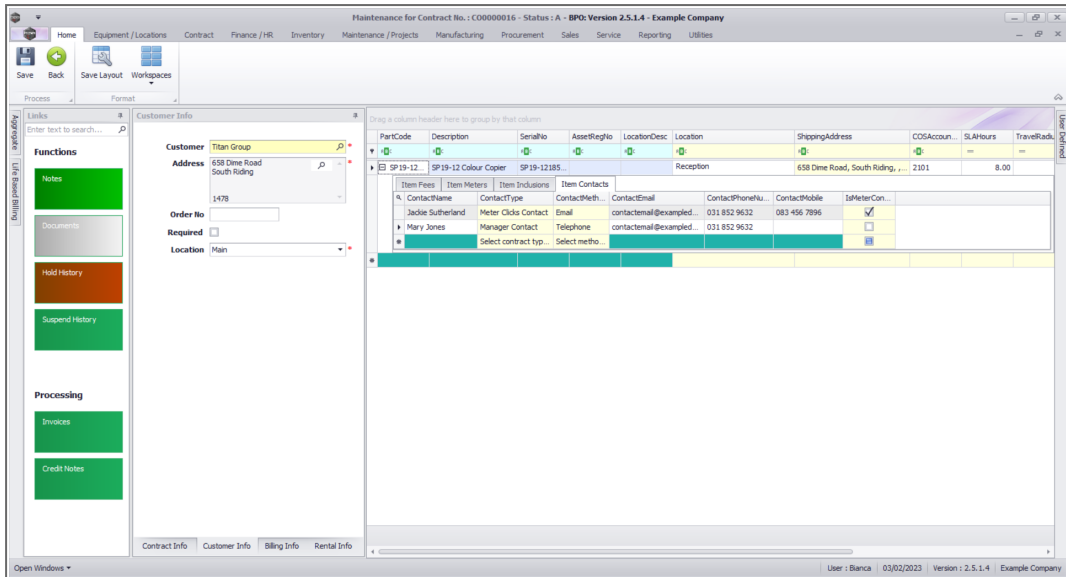 Maintenance for Contract No. : CO0000016 - Status : A - BPO: Version 2.5.1.4 - Example Company
Home Equipment / Locations Contract Finance / HR Inventory Maintenance / Projects Manufacturing Procurement Sales Service Reporting Utilities
Save Back Save Layout Workspaces
Process Format
Aggregate
Life Based Billing
Links
Enter text to search...
Functions
Notes
Documents
Hold History
Suspend History
Processing
Invoices
Credit Notes
Customer Info
Customer Titan Group *
Address 658 Dime Road *
South Riding
1478
Order No
Required
Location Main *
Contract Info Customer Info Billing Info Rental Info
Drag a column header here to group by that column
PartCode Description SerialNo AssetRegNo LocationDesc Location ShippingAddress COSAccoun... SLAHours TravelRadiu
= =
SP19-12... SP19-12 Colour Copier SP19-12185... Reception 658 Dime Road, South Riding, ,... 2101 8.00
Item Fees Item Meters Item Inclusions Item Contacts
ContactName ContactType ContactMeth... ContactEmail ContactPhoneNu... ContactMobile IsMeterCon...
Jackie Sutherland Meter Clicks Contact Email contactemail@exampled... 031 852 9632 083 456 7896
Mary Jones Manager Contact Telephone contactemail@exampled... 031 852 9632
Select contract typ... Select metho...
User Defined
Open Windows User : Bianca 03/02/2023 Version : 2.5.1.4 Example Company